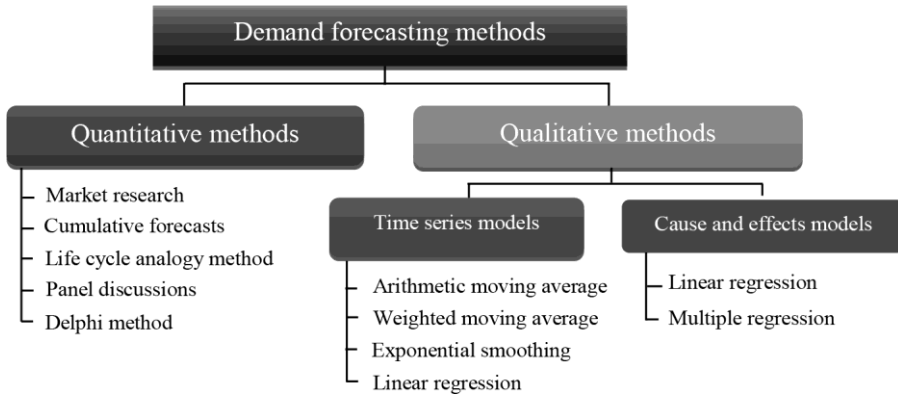 Demand forecasting methods
Quantitative methods
Qualitative methods
Market research
Cumulative forecasts
Life cycle analogy method
Panel discussions
Delphi method
Time series models
Cause and effects models
Arithmetic moving average
Weighted moving average
Exponential smoothing
Linear regression
Linear regression
Multiple regression